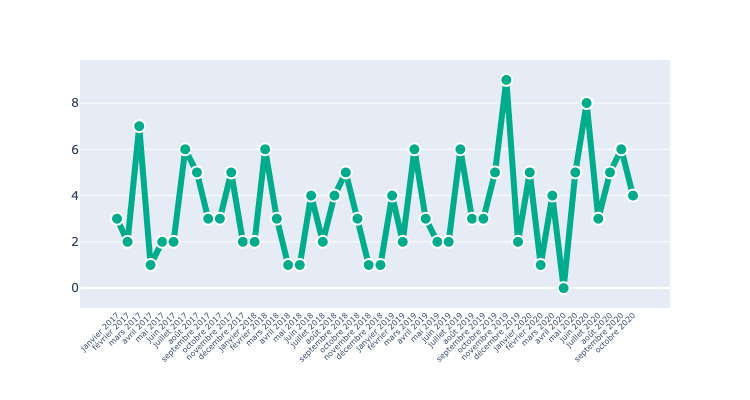 8
6
4
2
0
janvier 2017
février 2017
mars 2017
avril 2017
mai 2017
juin 2017
juillet 2017
août 2017
septembre 2017
octobre 2017
novembre 2017
décembre 2017
janvier 2018
février 2018
mars 2018
avril 2018
mai 2018
juin 2018
juillet 2018
août 2018
septembre 2018
octobre 2018
novembre 2018
décembre 2018
janvier 2019
février 2019
mars 2019
avril 2019
mai 2019
juin 2019
juillet 2019
août 2019
septembre 2019
octobre 2019
novembre 2019
décembre 2019
janvier 2020
février 2020
mars 2020
avril 2020
mai 2020
juin 2020
juillet 2020
août 2020
septembre 2020
octobre 2020